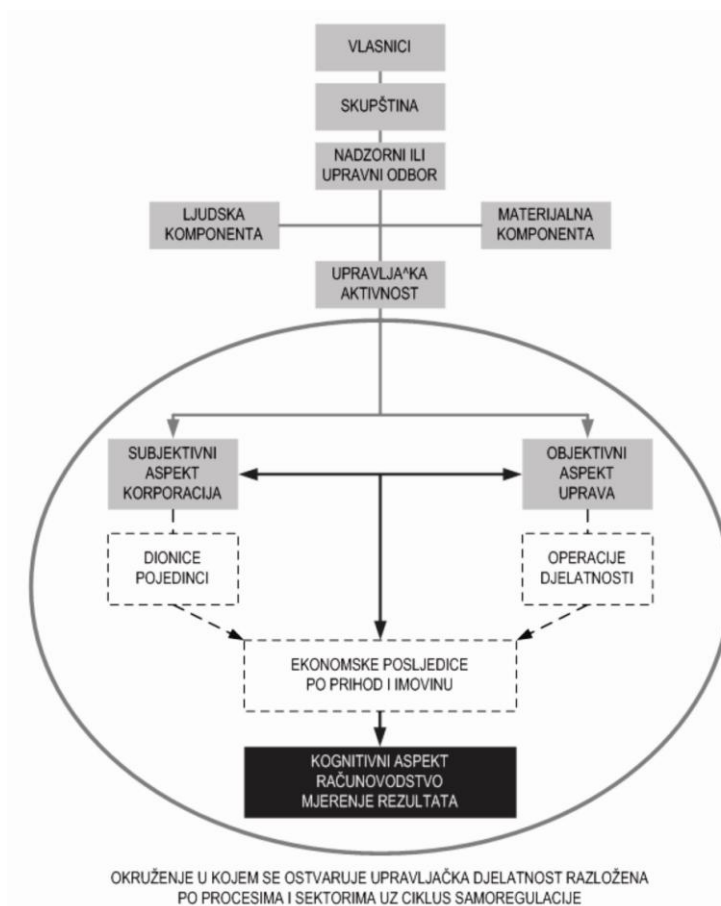 VLASNICI
SKUPŠTINA
NADZORNI ILI
UPRAVNI ODBOR
LJUDSKA
KOMPONENTA
MATERIJALNA
KOMPONENTA
UPRAVLJA^KA
AKTIVNOST
SUBJEKTIVNI
ASPEKT
KORPORACIJA
OBJEKTIVNI
ASPEKT
UPRAVA
DIONICE
POJEDINCI
OPERACIJE
DJELATNOSTI
EKONOMSKE POSLJEDICE
PO PRIHOD I IMOVINU
KOGNITIVNI ASPEKT
RAČUNOVODSTVO
MJERENJE REZULTATA
OKRUŽENJE U KOJEM SE OSTVARUJE UPRAVLJAČKA DJELATNOST RAZLOŽENA
PO PROCESIMA I SEKTORIMA UZ CIKLUS SAMOREGULACIJE